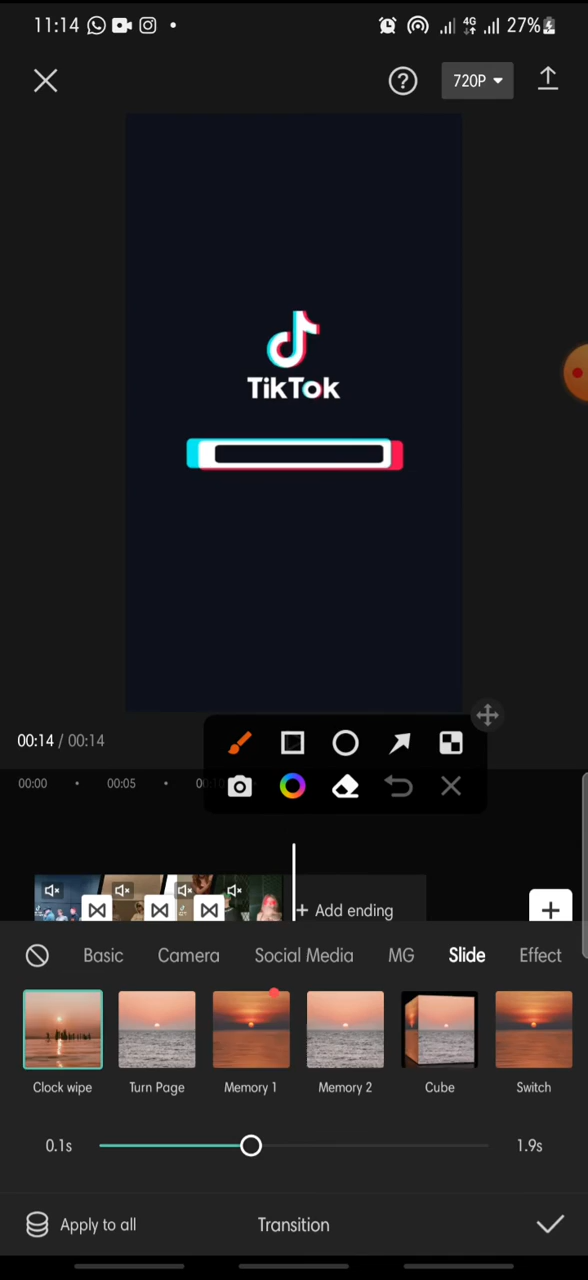 11:14
4G
27%
720P
TikTok
00:14 / 00:14
00:00
00:05
+ Add ending
Basic
Camera
Social Media
MG
Slide
Effect
Clock wipe
Turn Page
Memory 1
Memory 2
Cube
Switch
0.1s
1.9s
Apply to all
Transition